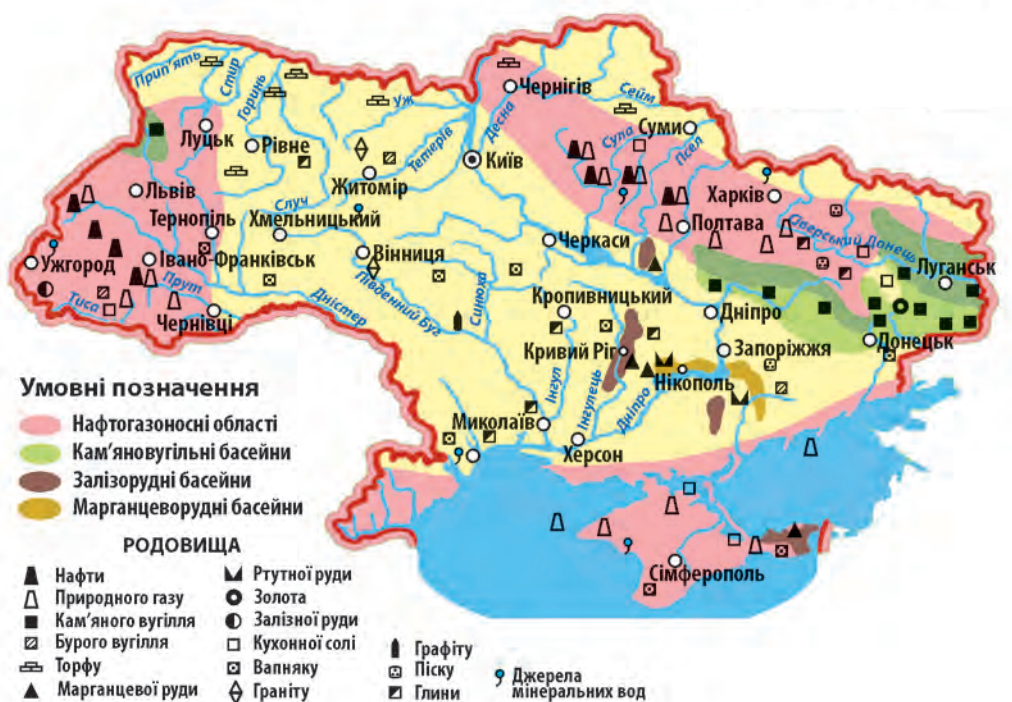 Прип'ять
Стир
Горинь
Уж
Чернігів
Десна
Сейм
Луцьк
Рівне
Тетерів
Київ
Сула
Псел
Суми
Житомір
Львів
Харків
Тернопіль
Случ
Хмельницький
Полтава
Сіверський Донець
Черкаси
Вінниця
Ужгород
Івано-Франківськ
Луганськ
Прут
Тиса
Чернівці
Дністер
Південний Буг
Синюха
Кропивницький
Дніпро
Донецьк
Кривий Ріг
Запоріжжя
Нікополь
Інгул
Інгулець
Дніпро
Миколаїв
Херсон
Сімферополь
Умовні позначення
Нафтогазоносні області
Кам'яновугільні басейни
Залізорудні басейни
Марганцеворудні басейни
РОДОВИЩА
Нафти
Природного газу
Кам'яного вугілля
Бурого вугілля
Торфу
Марганцевої руди
Ртутної руди
Золота
Залізної руди
Кухонної солі
Вапняку
Граніту
Графіту
Піску
Глини
Джерела
мінеральних вод